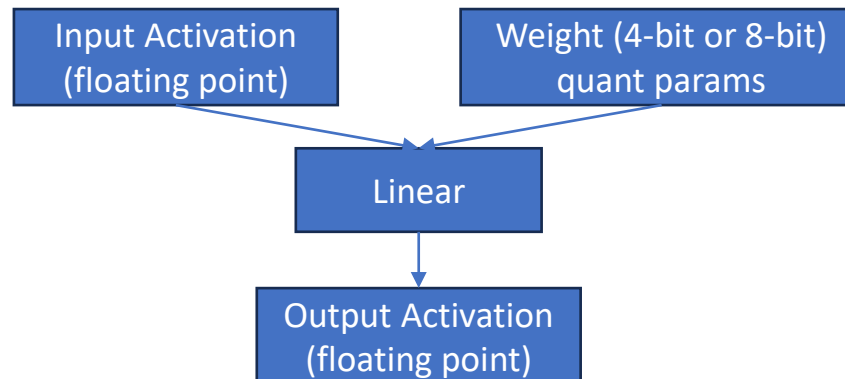 Input Activation
(floating point)
Weight (4-bit or 8-bit)
quant params
Linear
Output Activation
(floating point)